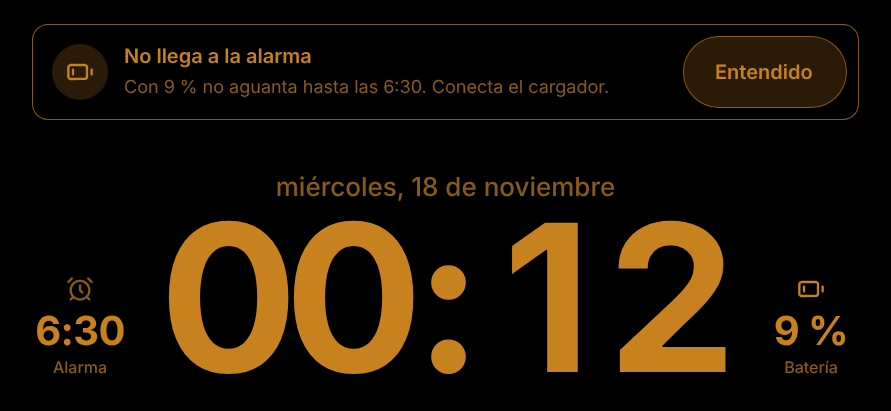 No llega a la alarma
Con 9 % no aguanta hasta las 6:30. Conecta el cargador.
Entendido
miércoles, 18 de noviembre
00:12
6:30
Alarma
9 %
Batería